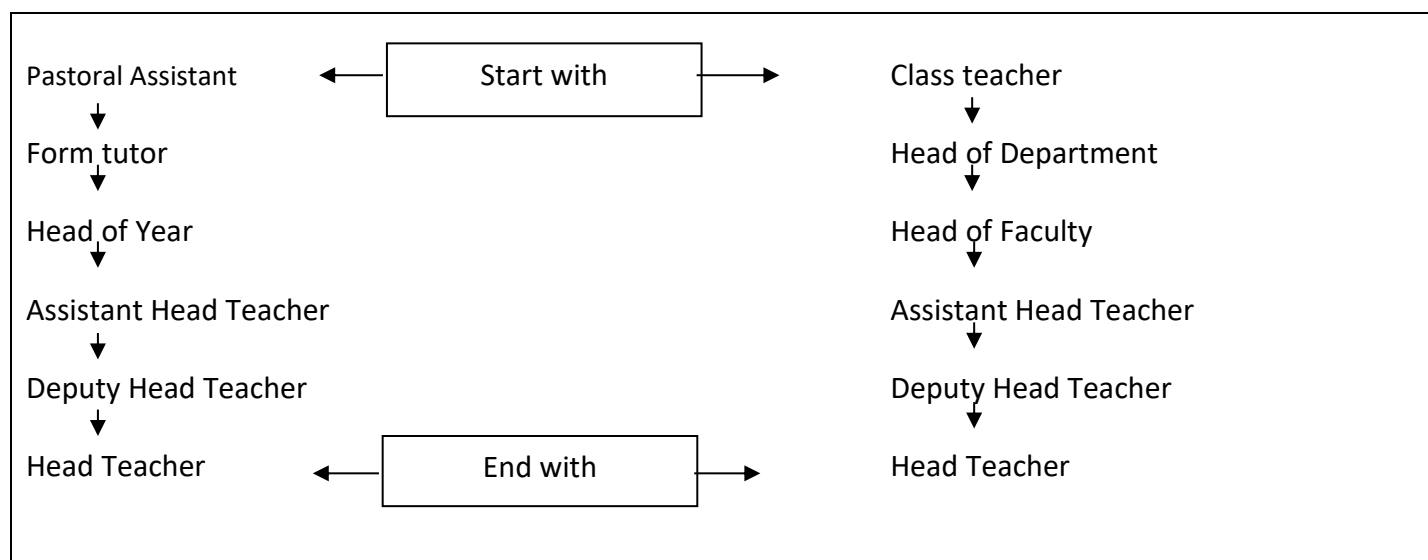 Pastoral Assistant Start with Class teacher
Form tutor Head of Department
Head of Year Head of Faculty
Assistant Head Teacher Assistant Head Teacher
Deputy Head Teacher Deputy Head Teacher
Head Teacher End with Head Teacher